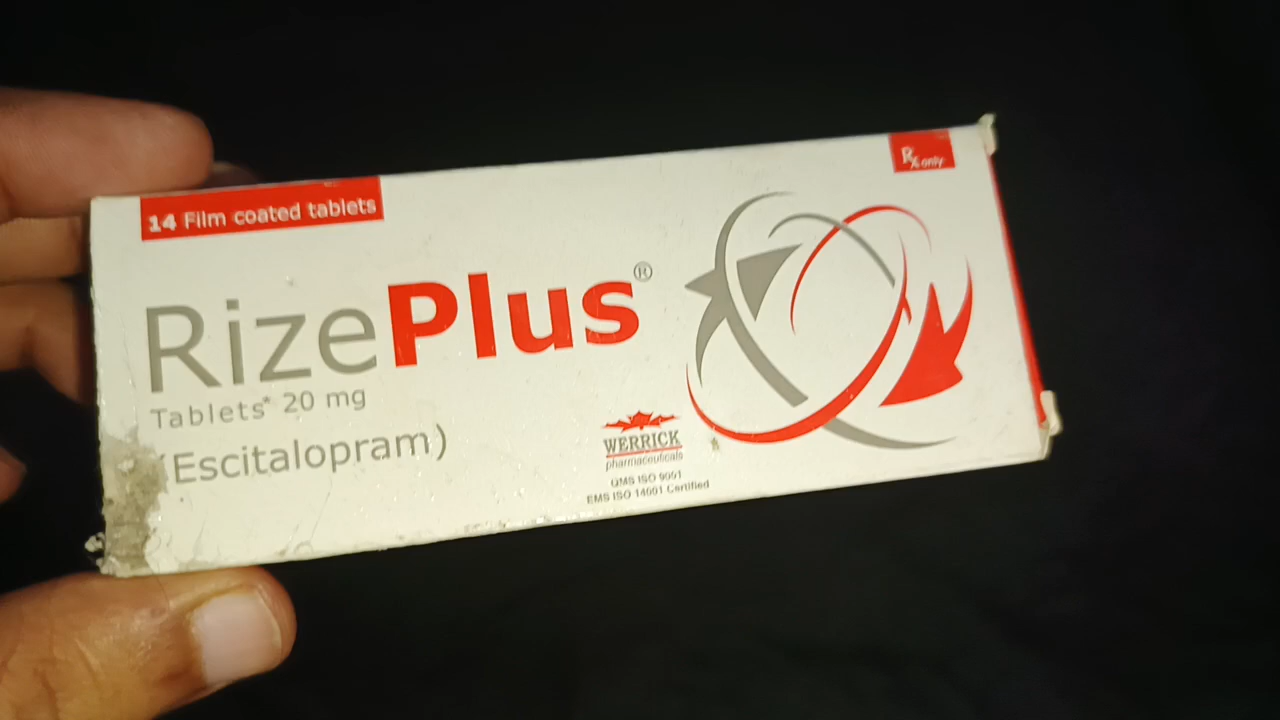 14 Film coated tablets
Rx only
RizePlus®
Tablets* 20 mg
(Escitalopram)
WERRICK
pharmaceuticals
QMS ISO 9001
EMS ISO 14001 Certified